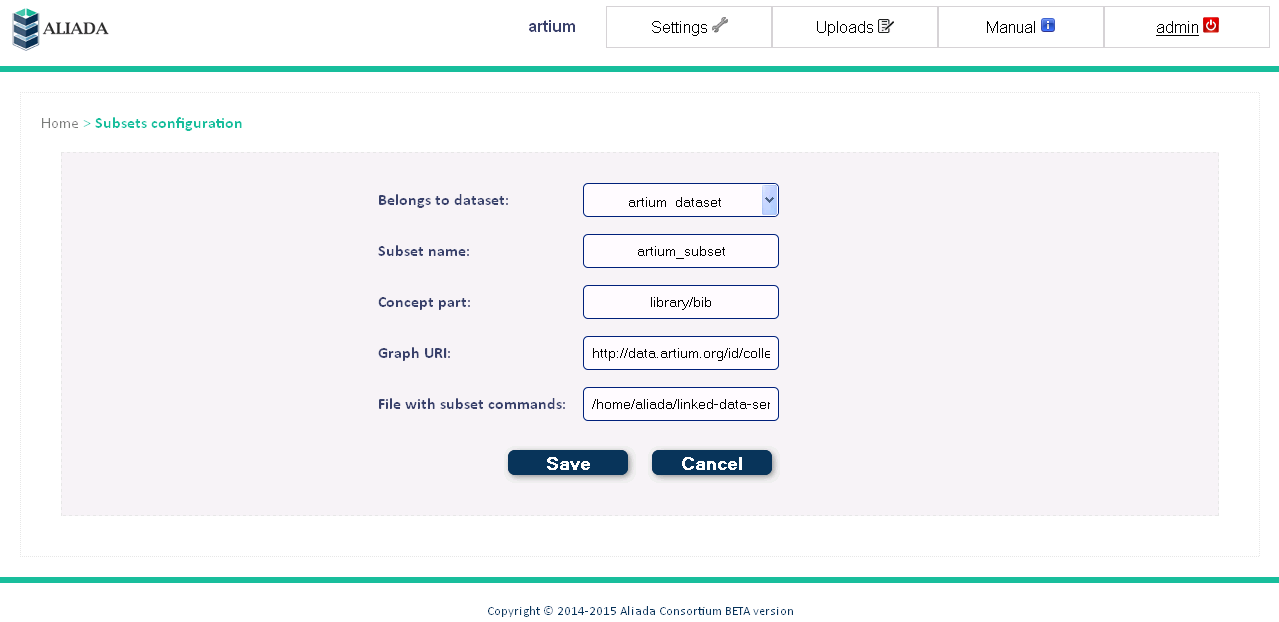 ALIADA
artium
Settings
Uploads
Manual
admin
Home > Subsets configuration
Belongs to dataset: artium_dataset
Subset name: artium_subset
Concept part: library/bib
Graph URI: http://data.artium.org/id/colle
File with subset commands: /home/aliada/linked-data-ser
Save Cancel
Copyright © 2014-2015 Aliada Consortium BETA version